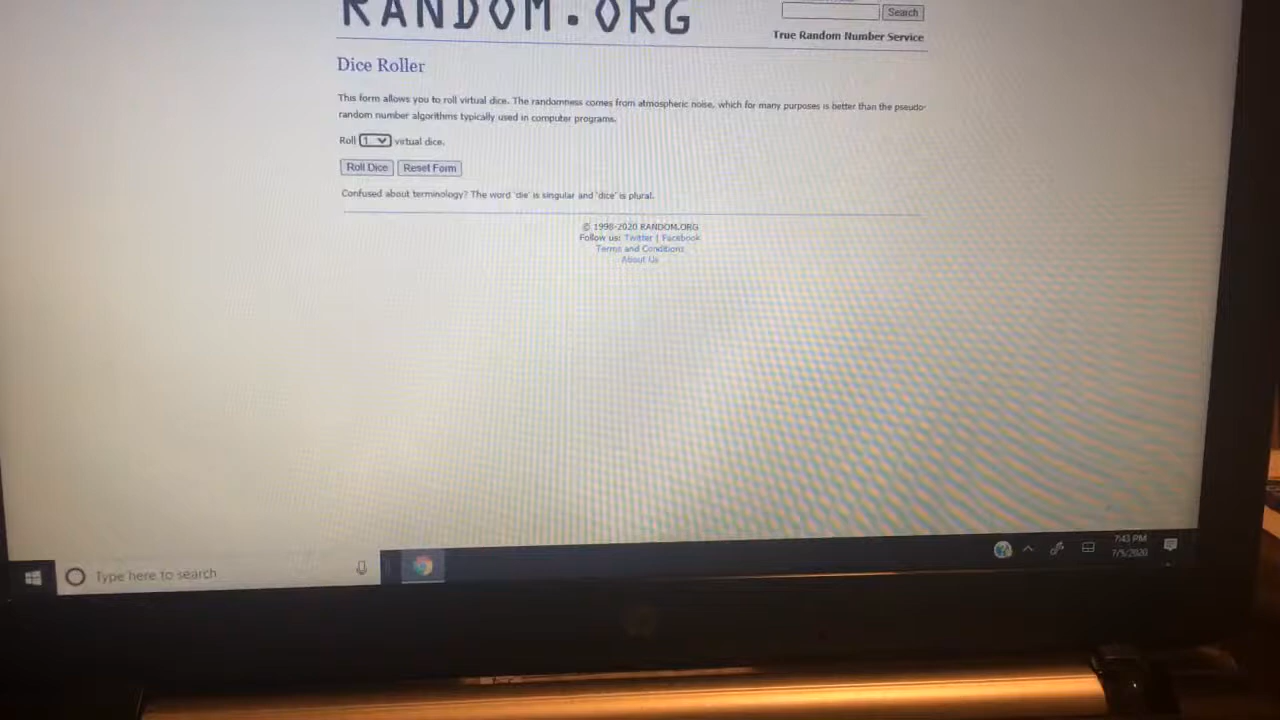 RANDOM.ORG
Search
True Random Number Service
Dice Roller
This form allows you to roll virtual dice. The randomness comes from atmospheric noise, which for many purposes is better than the pseudo-
random number algorithms typically used in computer programs.
Roll 1 virtual dice.
Roll Dice Reset Form
Confused about terminology? The word 'die' is singular and 'dice' is plural.
© 1998-2020 RANDOM.ORG
Follow us: Twitter | Facebook
Terms and Conditions
About Us
7:43 PM
Type here to search
7/5/2020